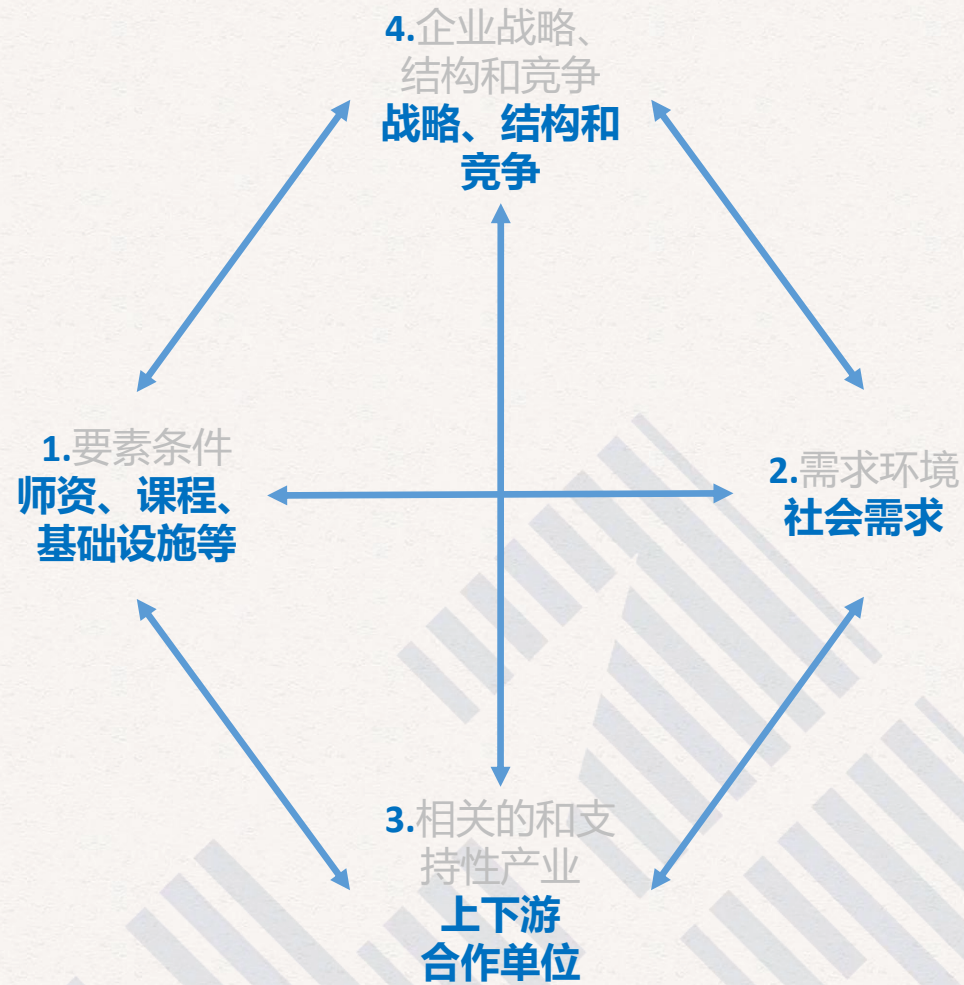 4.企业战略、
结构和竞争
战略、结构和
竞争
1.要素条件
师资、课程、
基础设施等
2.需求环境
社会需求
3.相关的和支
持性产业
上下游
合作单位